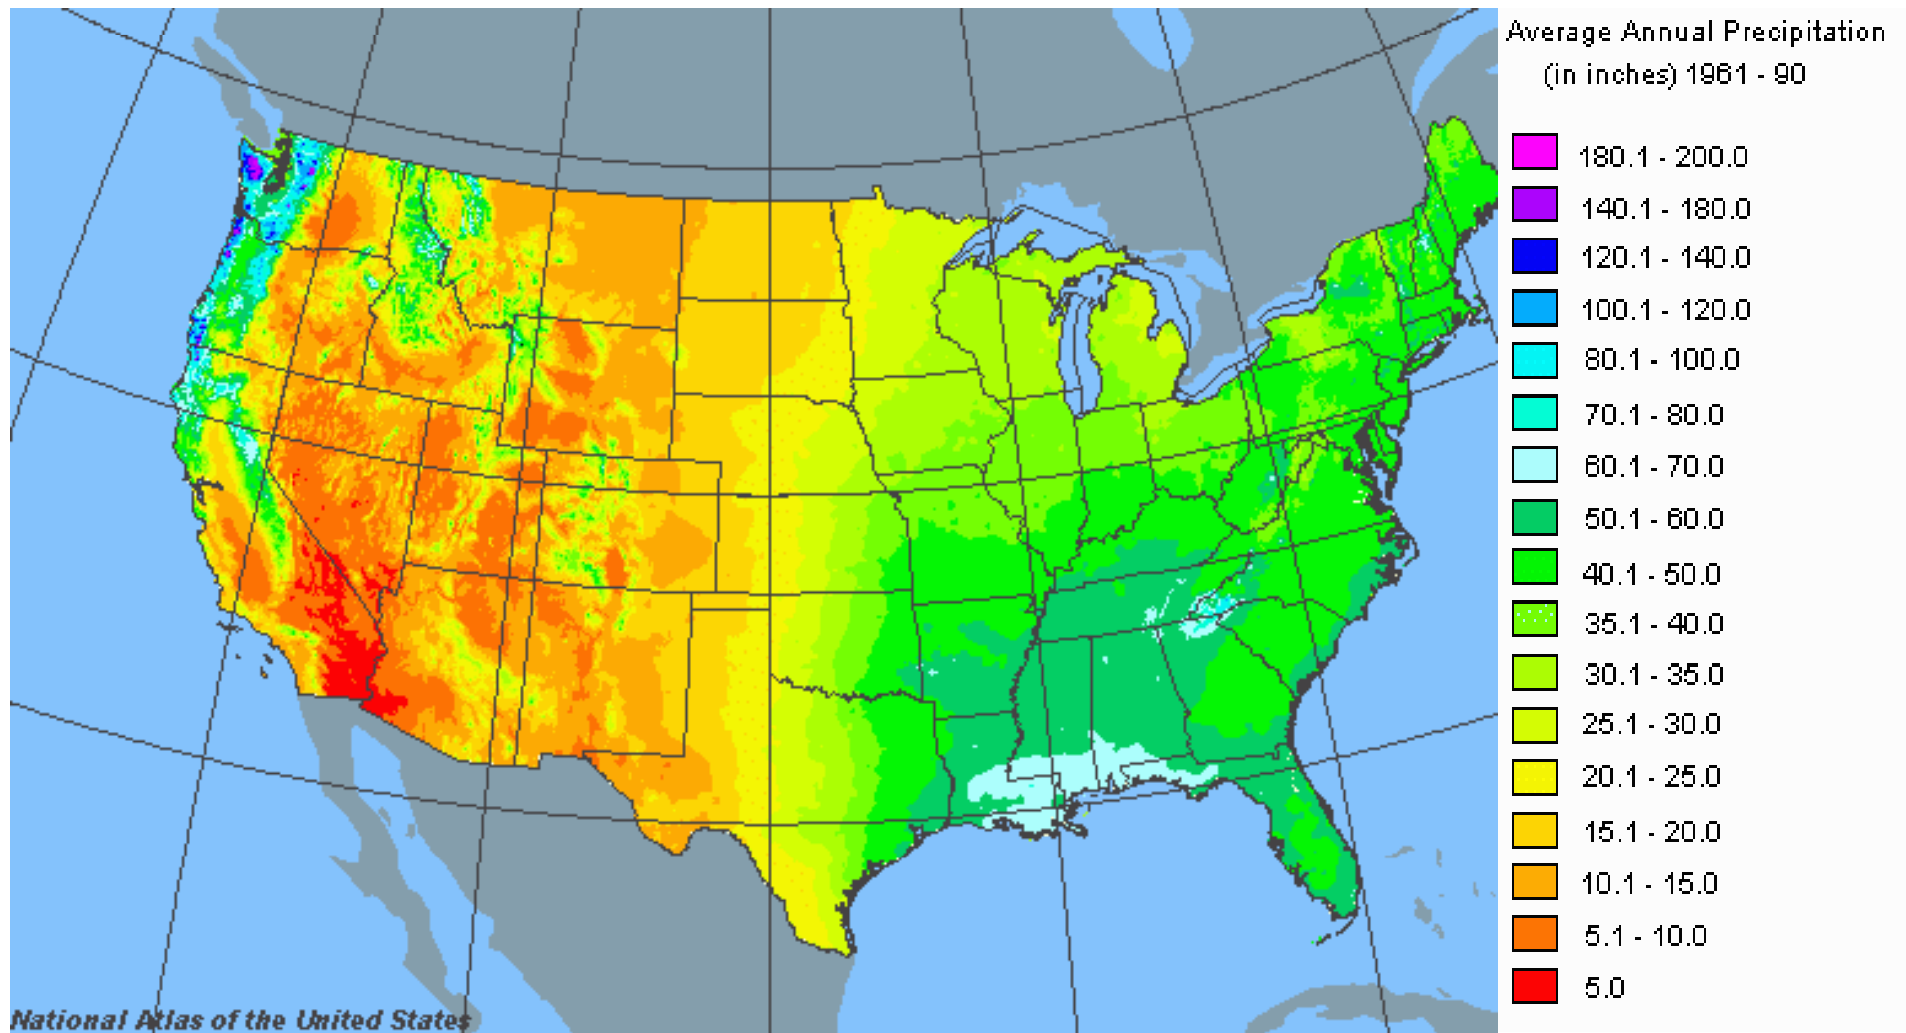 Average Annual Precipitation
(in inches) 1961 - 90
180.1 - 200.0
140.1 - 180.0
120.1 - 140.0
100.1 - 120.0
80.1 - 100.0
70.1 - 80.0
60.1 - 70.0
50.1 - 60.0
40.1 - 50.0
35.1 - 40.0
30.1 - 35.0
25.1 - 30.0
20.1 - 25.0
15.1 - 20.0
10.1 - 15.0
5.1 - 10.0
5.0
National Atlas of the United States